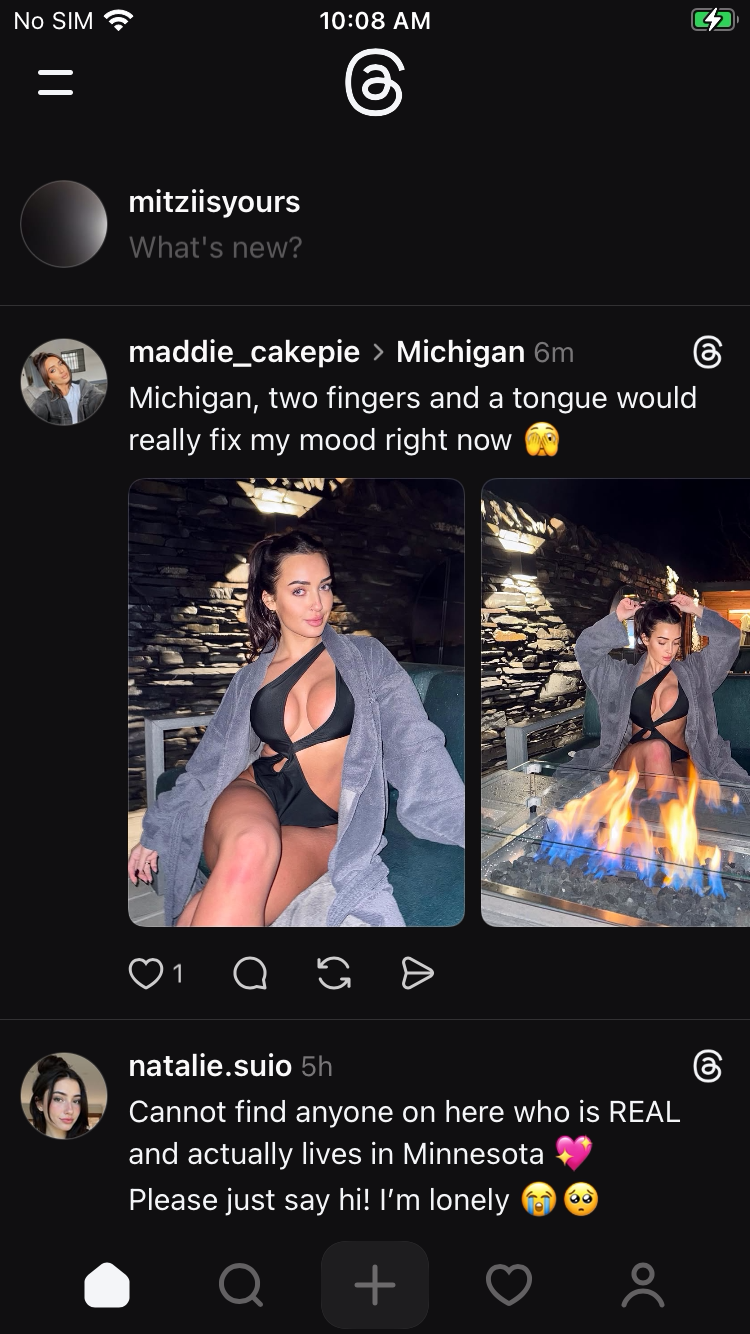 No SIM 10:08 AM
mitziisyours
What's new?
maddie_cakepie > Michigan 6m
Michigan, two fingers and a tongue would
really fix my mood right now 🫣
1
natalie.suio 5h
Cannot find anyone on here who is REAL
and actually lives in Minnesota 💖
Please just say hi! I’m lonely 😭🥺